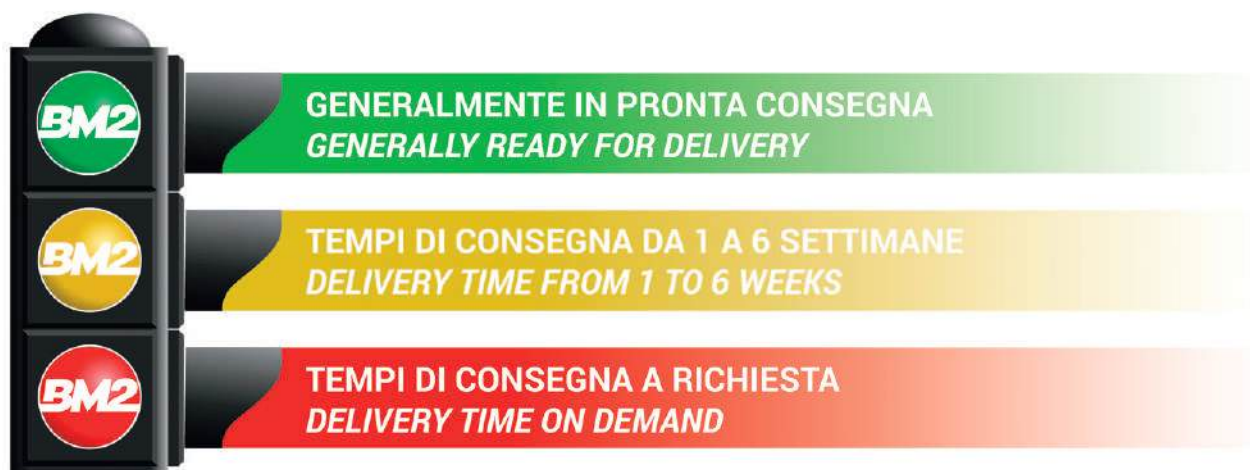 BM2
GENERALMENTE IN PRONTA CONSEGNA
GENERALLY READY FOR DELIVERY
BM2
TEMPI DI CONSEGNA DA 1 A 6 SETTIMANE
DELIVERY TIME FROM 1 TO 6 WEEKS
BM2
TEMPI DI CONSEGNA A RICHIESTA
DELIVERY TIME ON DEMAND